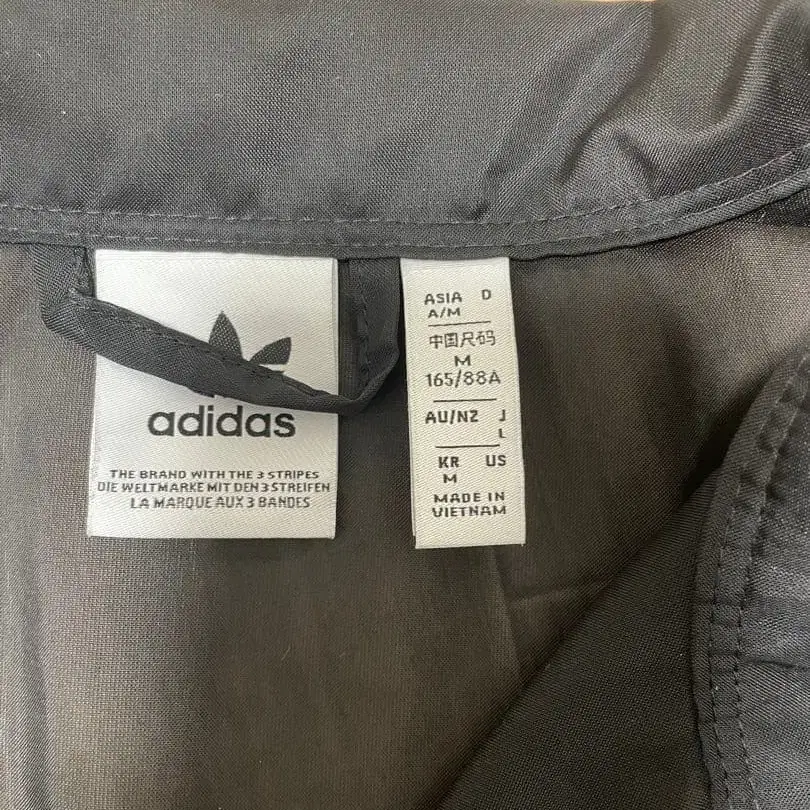 adidas
THE BRAND WITH THE 3 STRIPES
DIE WELTMARKE MIT DEN 3 STREIFEN
LA MARQUE AUX 3 BANDES
ASIA D
A/M
中国尺码
M
165/88A
AU/NZ J
L
KR US
M
MADE IN
VIETNAM